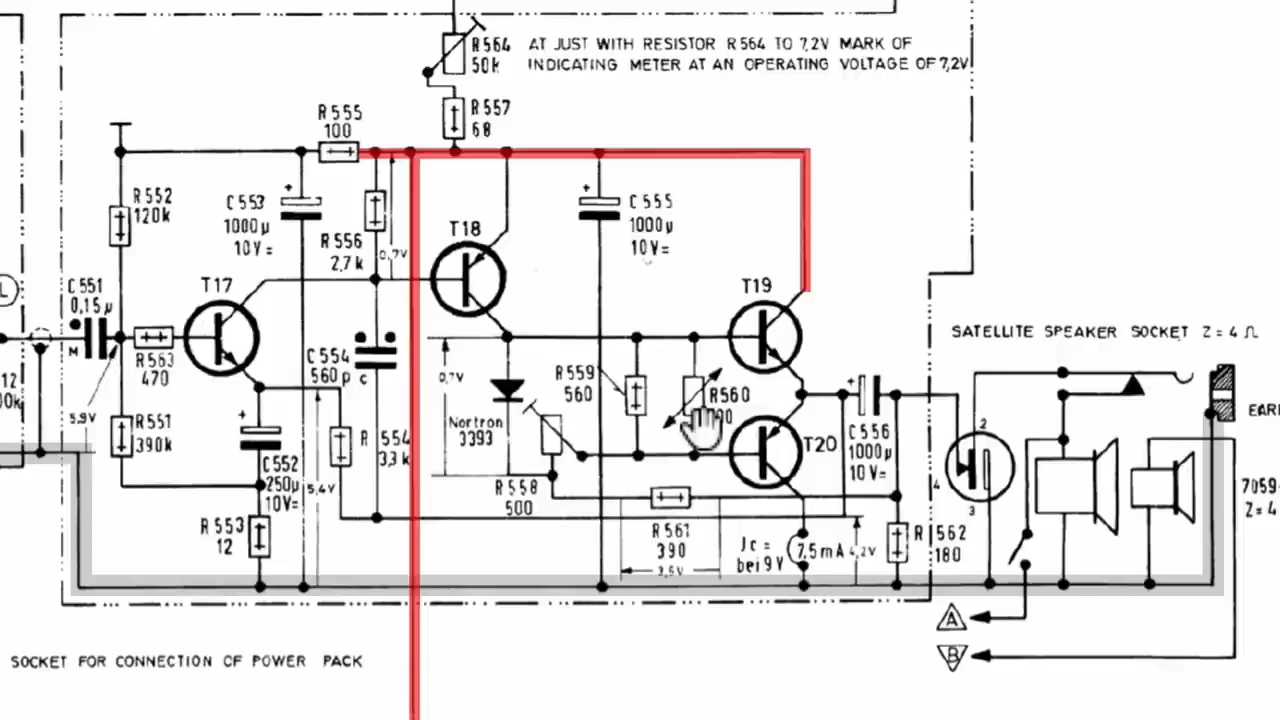 R564
50k
AT JUST WITH RESISTOR R564 TO 7,2V MARK OF
INDICATING METER AT AN OPERATING VOLTAGE OF 7,2V
R557
68
R555
100
R552
120k
C553
1000μ
10V=
R556
2,7k
0,7V
T18
C555
1000μ
10V=
L
C551
0,15μ
M
T17
T19
R563
470
C554
560p c
0,7V
R559
560
R560
SATELLITE SPEAKER SOCKET Z=4Ω
5,9V
R551
390k
3,3k
Nortron
3393
T20
C556
1000μ
10V=
2
4
3
C552
250μ
10V=
5,4V
R558
500
R553
12
R561
390
3,6V
Jc =
bei 9V
7,5mA
R562
180
7059-
Z=4
A
B
SOCKET FOR CONNECTION OF POWER PACK